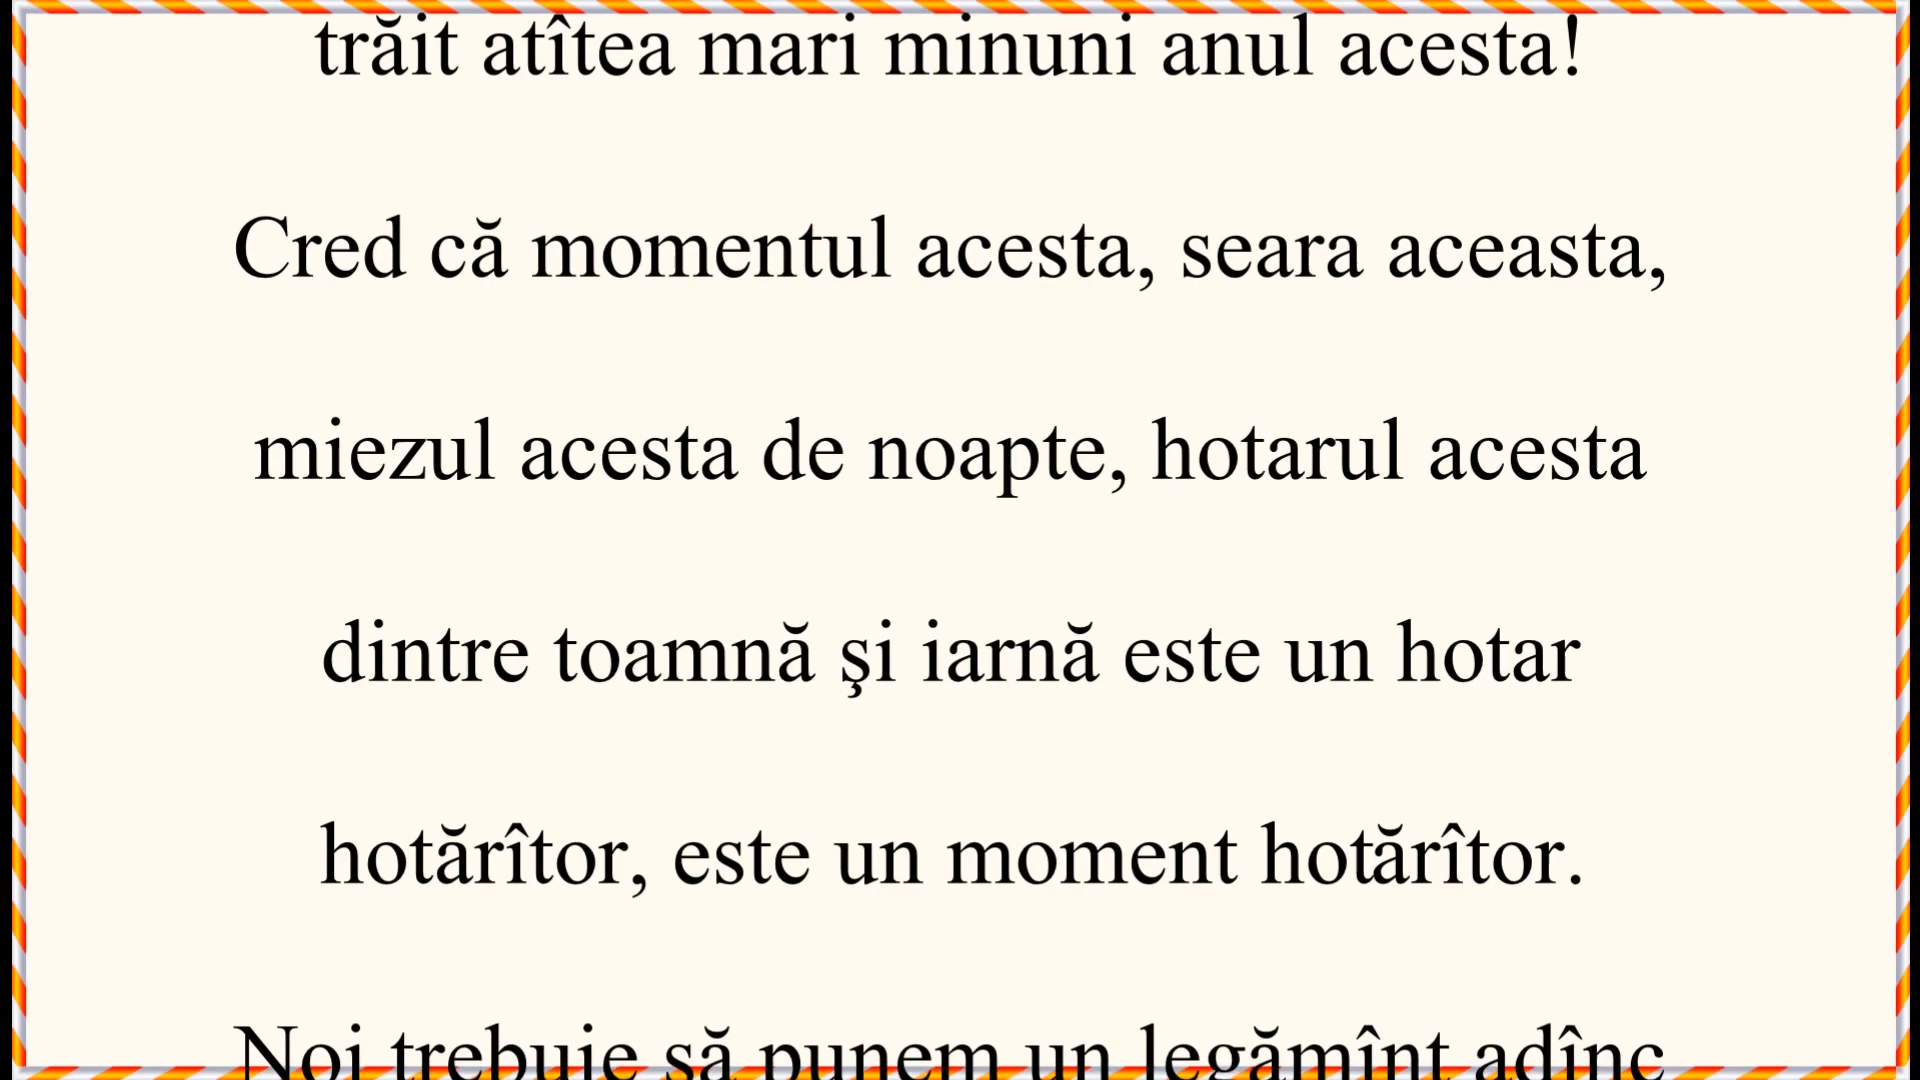 trăit atîtea mari minuni anul acesta!
Cred că momentul acesta, seara aceasta,
miezul acesta de noapte, hotarul acesta
dintre toamnă şi iarnă este un hotar
hotărîtor, este un moment hotărîtor.
Noi trebuie să punem un legămînt adînc